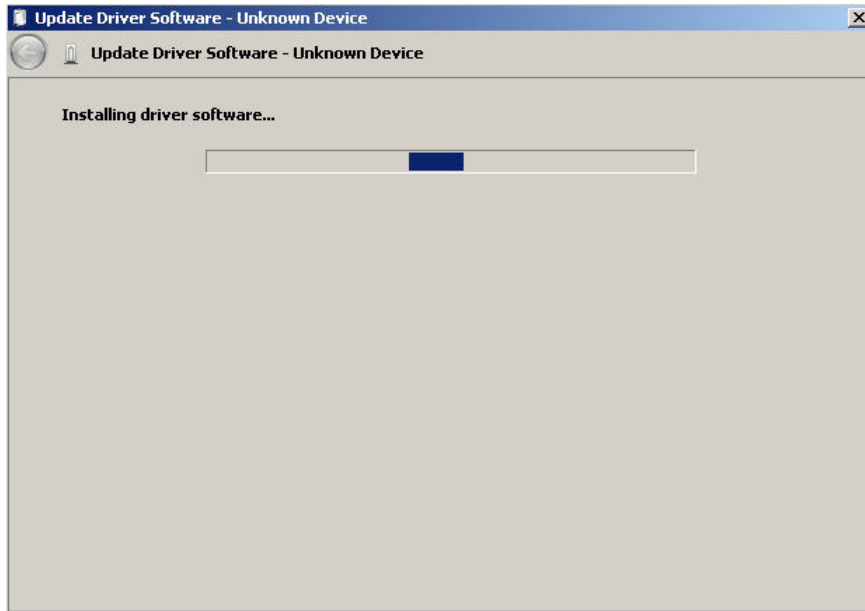 Update Driver Software - Unknown Device
Update Driver Software - Unknown Device
Installing driver software...